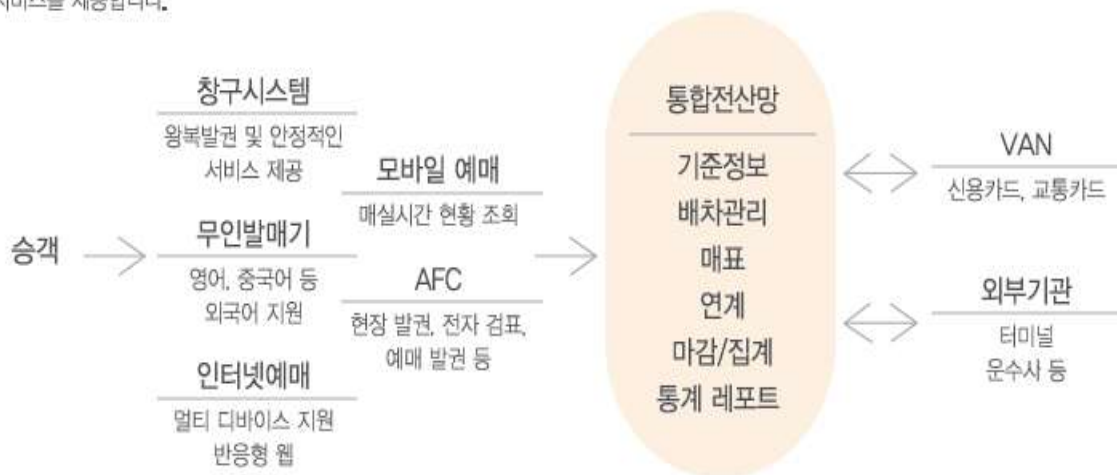 제공합니다.
승객
창구시스템
왕복발권 및 안정적인
서비스 제공
무인발매기
영어, 중국어 등
외국어 지원
인터넷예매
멀티 디바이스 지원
반응형 웹
모바일 예매
매실시간 현황 조회
AFC
현장 발권, 전자 검표,
예매 발권 등
통합전산망
기준정보
배차관리
매표
연계
마감/집계
통계 레포트
VAN
신용카드, 교통카드
외부기관
터미널
운수사 등